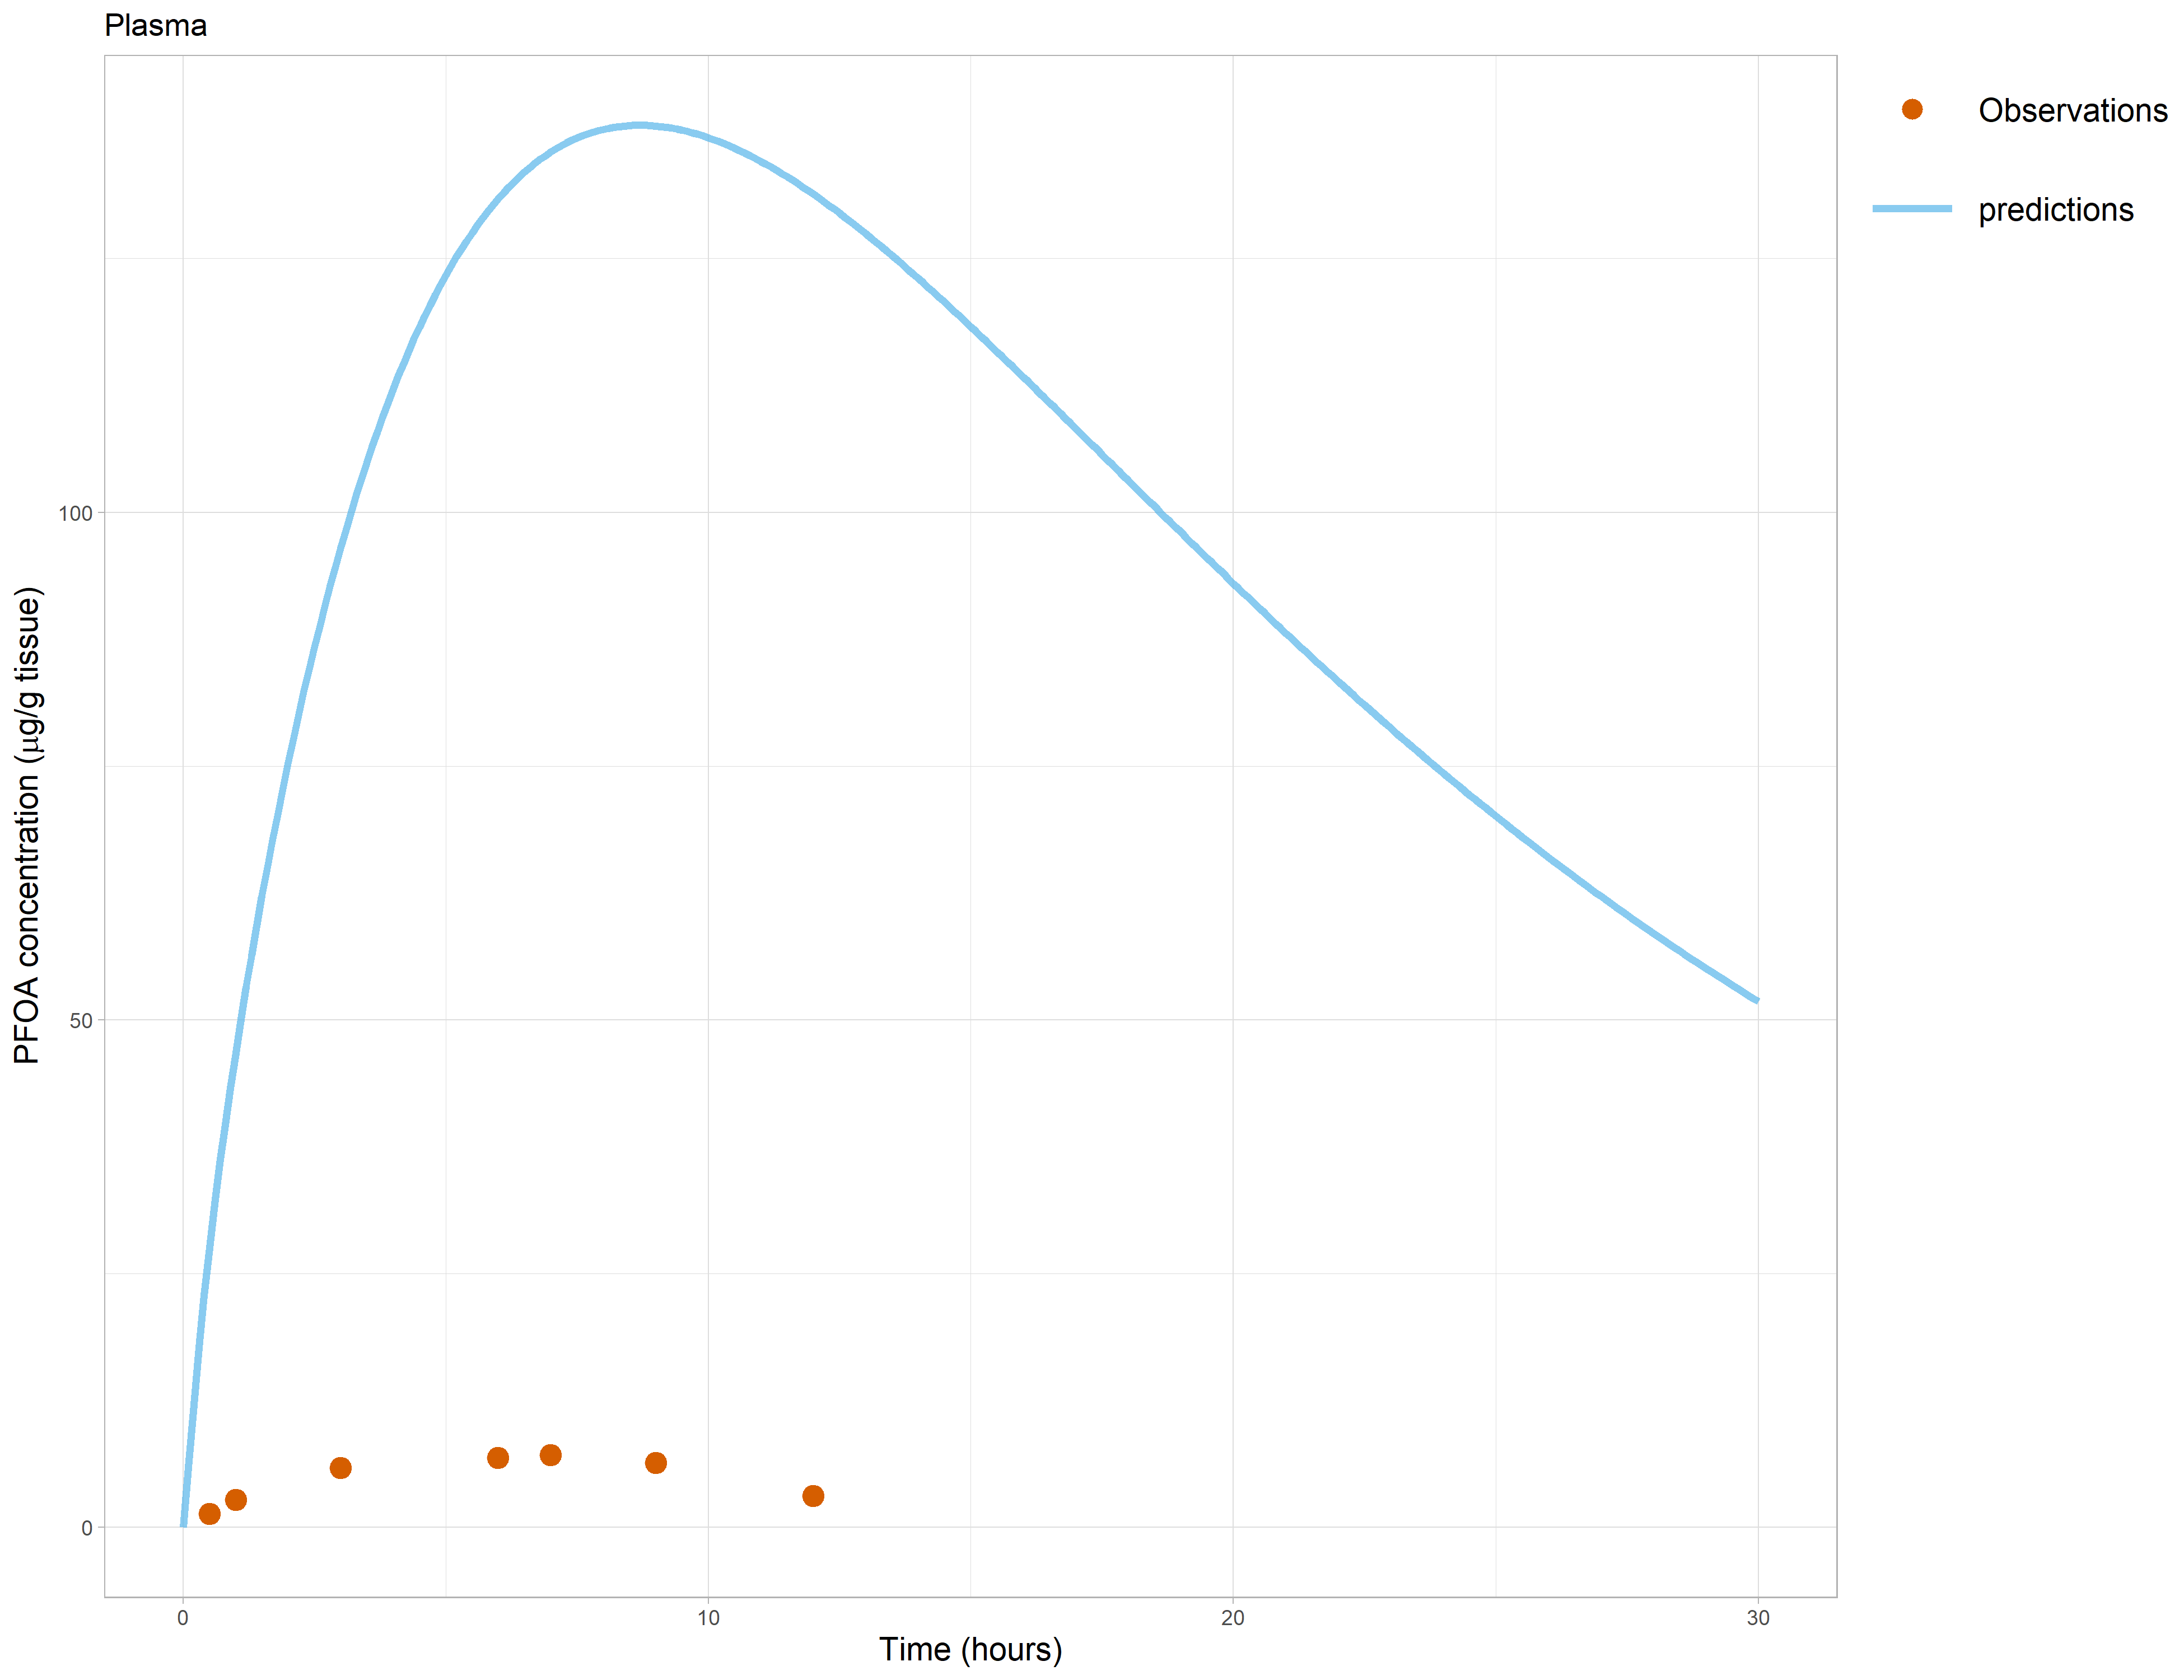 Plasma
Observations
predictions
PFOA concentration (μg/g tissue)
100
50
0
0 10 20 30
Time (hours)